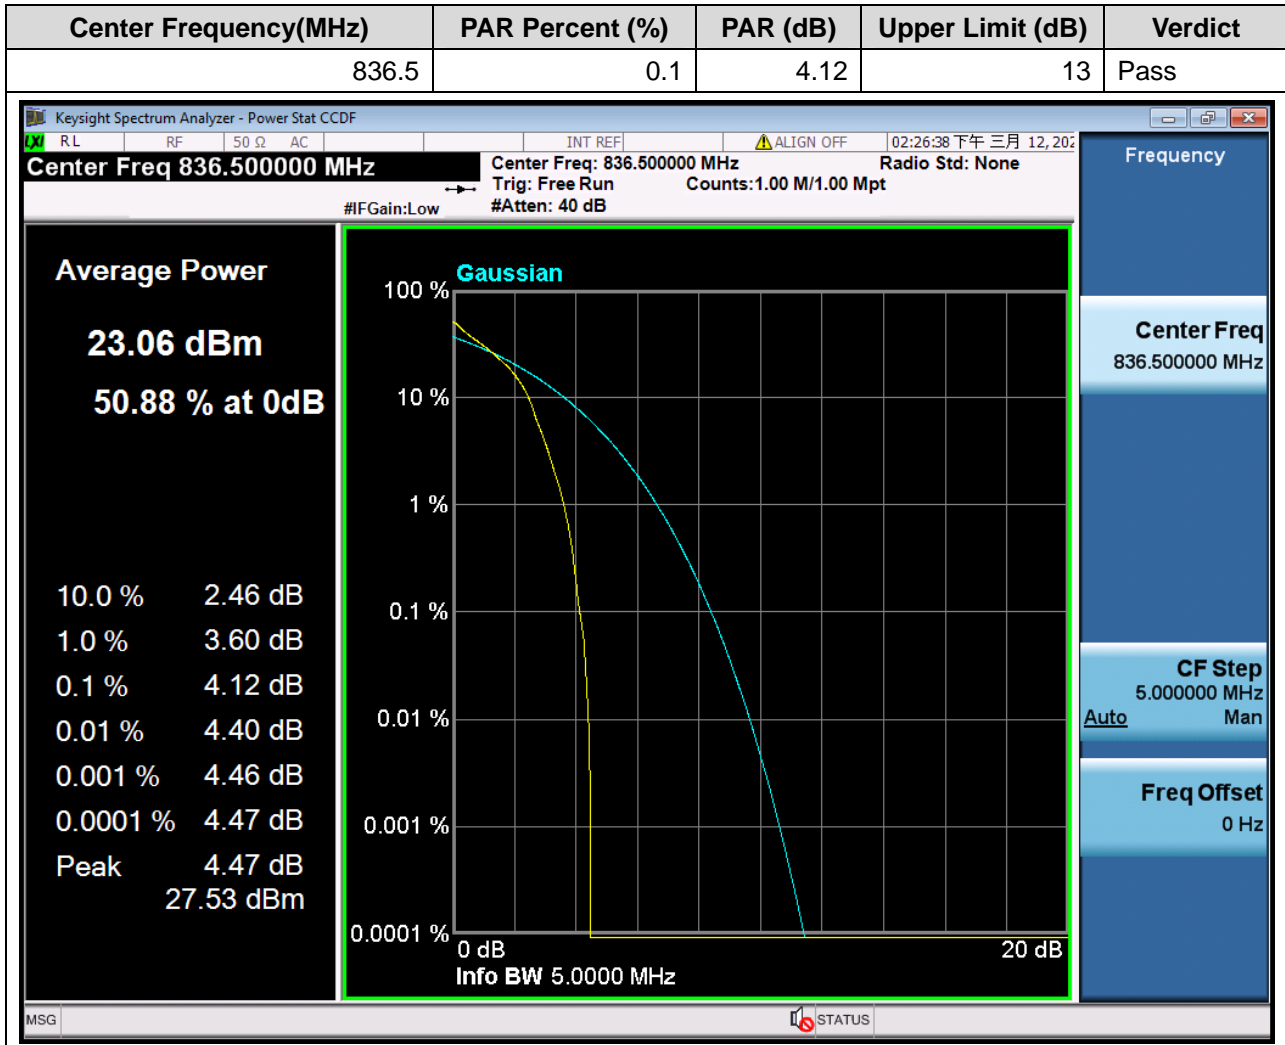 Center Frequency(MHz) PAR Percent (%) PAR (dB) Upper Limit (dB) Verdict
836.5 0.1 4.12 13 Pass
Keysight Spectrum Analyzer - Power Stat CCDF
LXI RL RF 50 Ω AC INT REF ALIGN OFF 02:26:38 下午 三月 12, 202
Center Freq 836.500000 MHz
Center Freq: 836.500000 MHz Radio Std: None
Trig: Free Run Counts:1.00 M/1.00 Mpt
#IFGain:Low #Atten: 40 dB
Frequency
Average Power
23.06 dBm
50.88 % at 0dB
10.0 % 2.46 dB
1.0 % 3.60 dB
0.1 % 4.12 dB
0.01 % 4.40 dB
0.001 % 4.46 dB
0.0001 % 4.47 dB
Peak 4.47 dB
27.53 dBm
Gaussian
100 %
10 %
1 %
0.1 %
0.01 %
0.001 %
0.0001 %
0 dB 20 dB
Info BW 5.0000 MHz
Center Freq
836.500000 MHz
CF Step
5.000000 MHz
Auto Man
Freq Offset
0 Hz
MSG STATUS